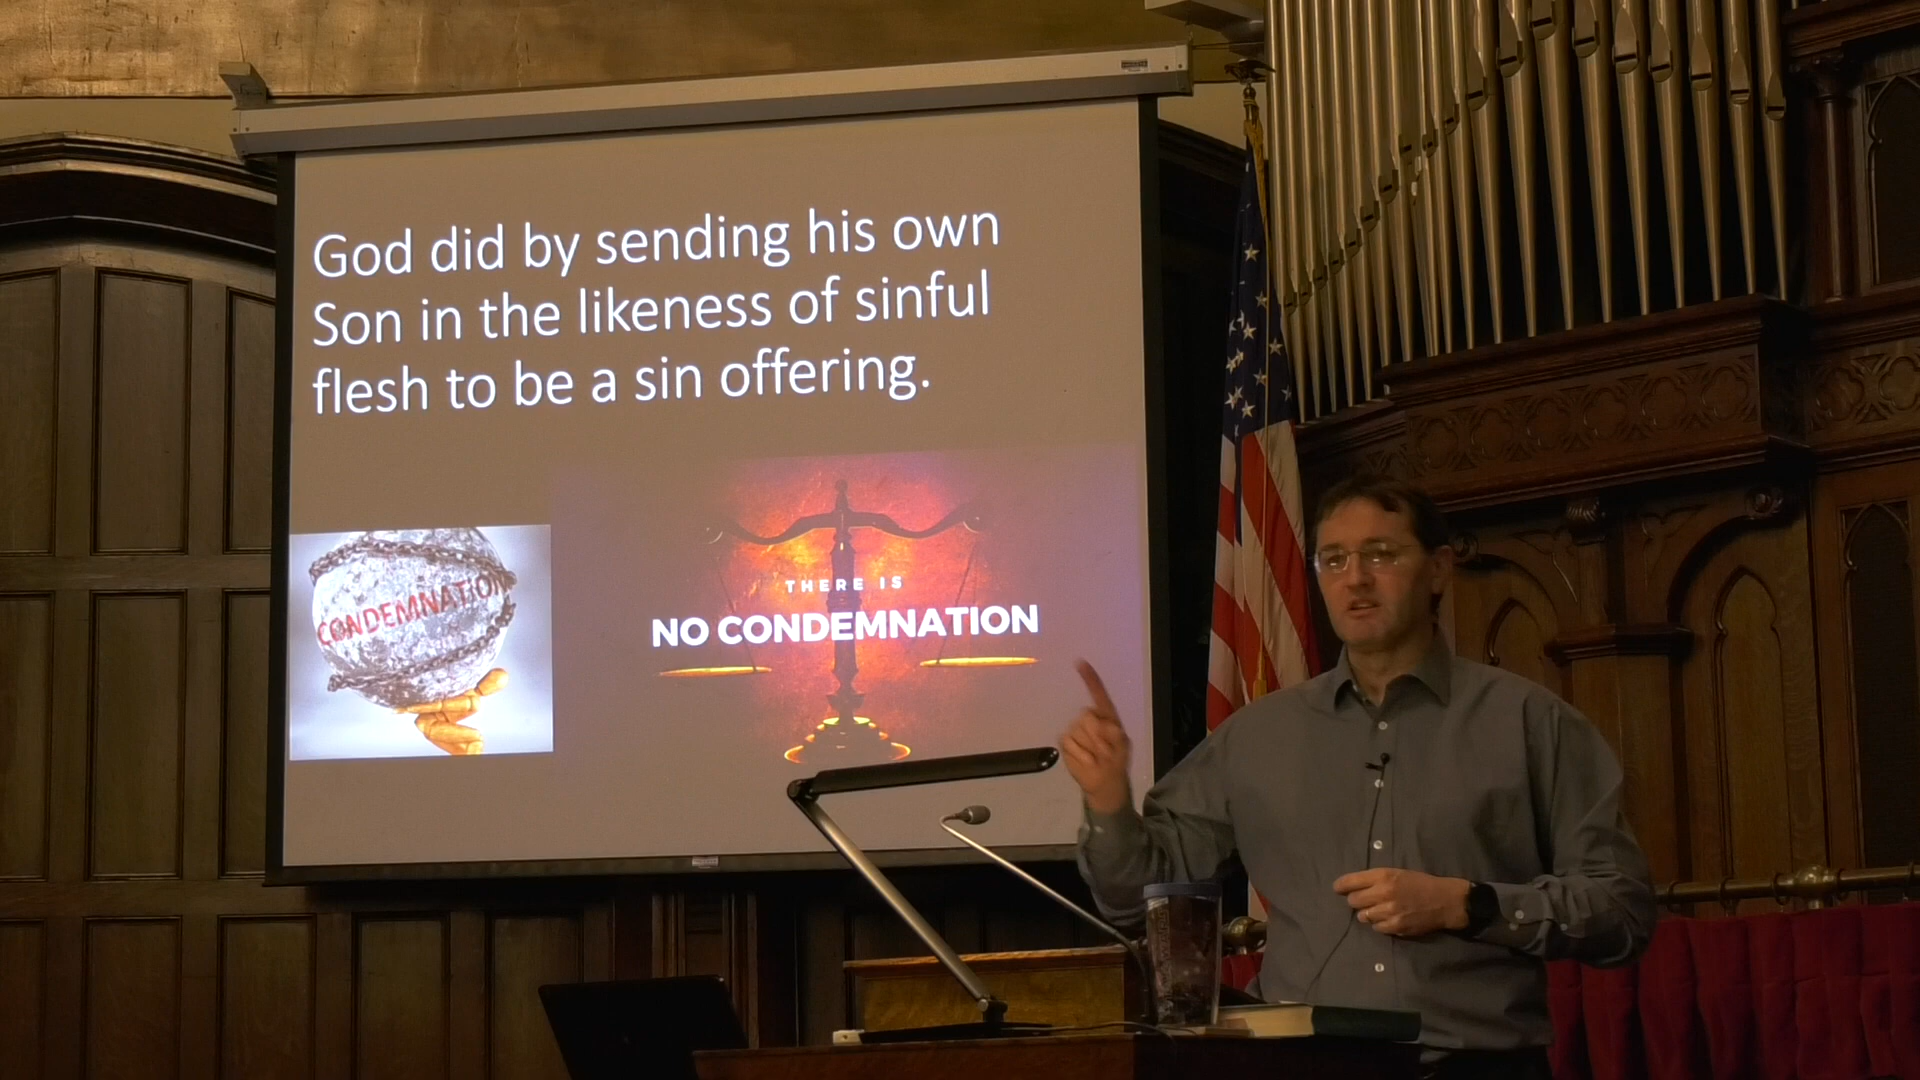 God did by sending his own
Son in the likeness of sinful
flesh to be a sin offering.
CONDEMNATION
THERE IS
NO CONDEMNATION